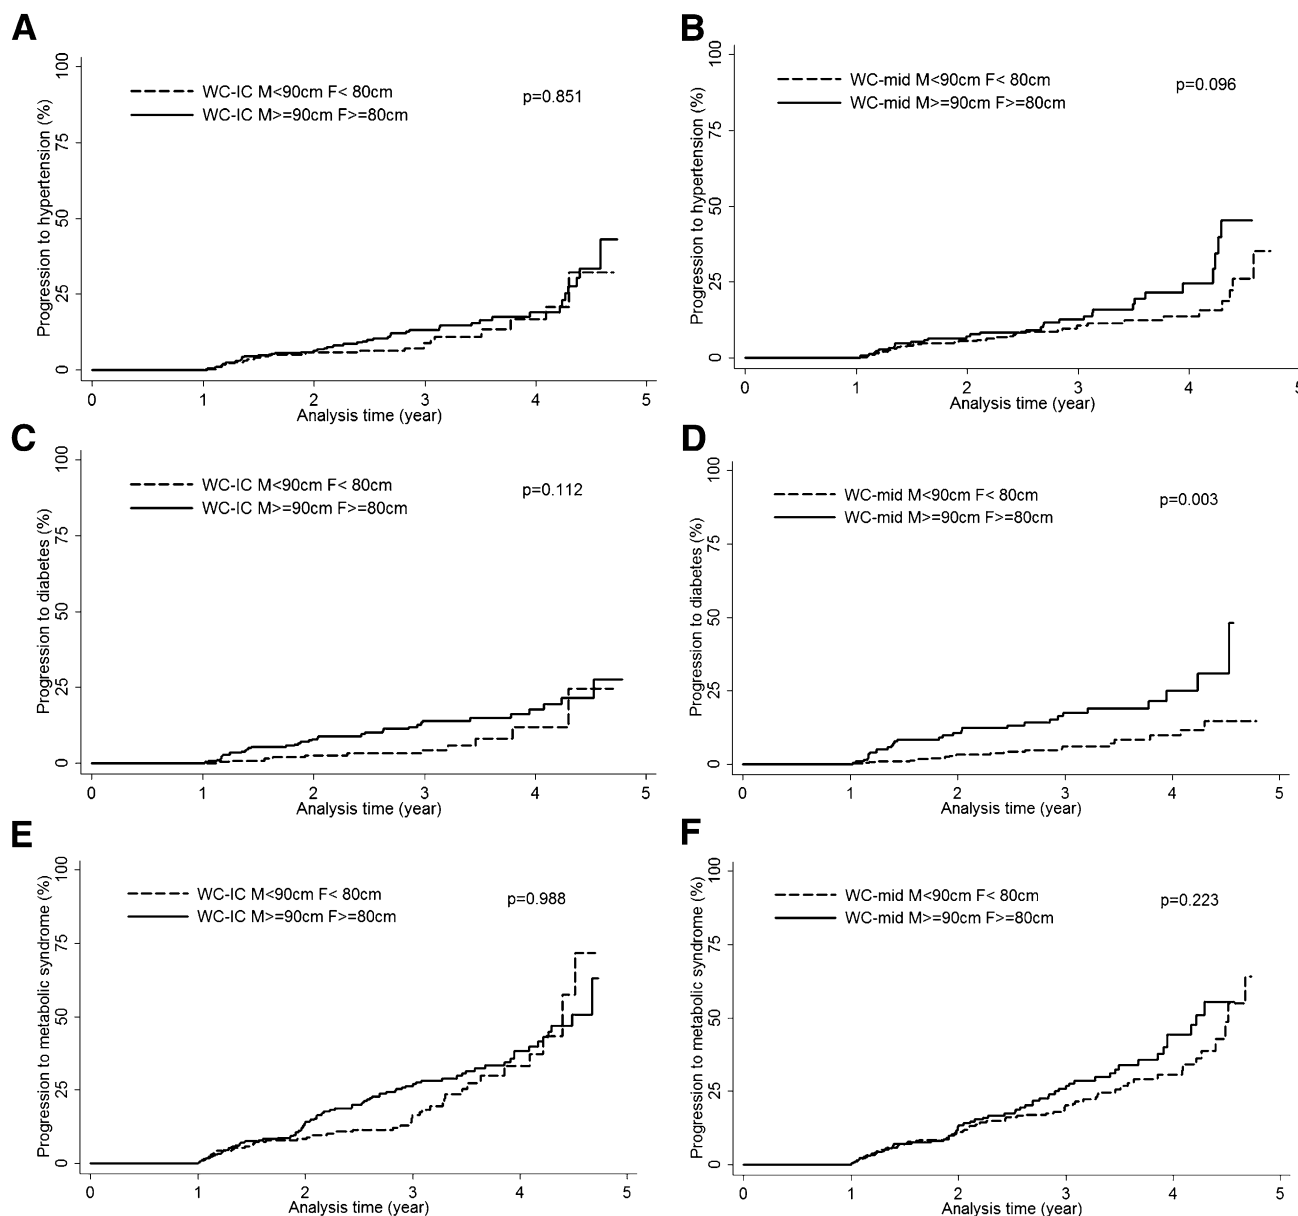 A
Progression to hypertension (%)
100
75
50
25
0
WC-IC M<90cm F< 80cm
WC-IC M>=90cm F>=80cm
p=0.851
0 1 2 3 4 5
Analysis time (year)
B
Progression to hypertension (%)
100
75
50
25
0
WC-mid M<90cm F< 80cm
WC-mid M>=90cm F>=80cm
p=0.096
0 1 2 3 4 5
Analysis time (year)
C
Progression to diabetes (%)
100
75
50
25
0
WC-IC M<90cm F< 80cm
WC-IC M>=90cm F>=80cm
p=0.112
0 1 2 3 4 5
Analysis time (year)
D
Progression to diabetes (%)
100
75
50
25
0
WC-mid M<90cm F< 80cm
WC-mid M>=90cm F>=80cm
p=0.003
0 1 2 3 4 5
Analysis time (year)
E
Progression to metabolic syndrome (%)
100
75
50
25
0
WC-IC M<90cm F< 80cm
WC-IC M>=90cm F>=80cm
p=0.988
0 1 2 3 4 5
Analysis time (year)
F
Progression to metabolic syndrome (%)
100
75
50
25
0
WC-mid M<90cm F< 80cm
WC-mid M>=90cm F>=80cm
p=0.223
0 1 2 3 4 5
Analysis time (year)